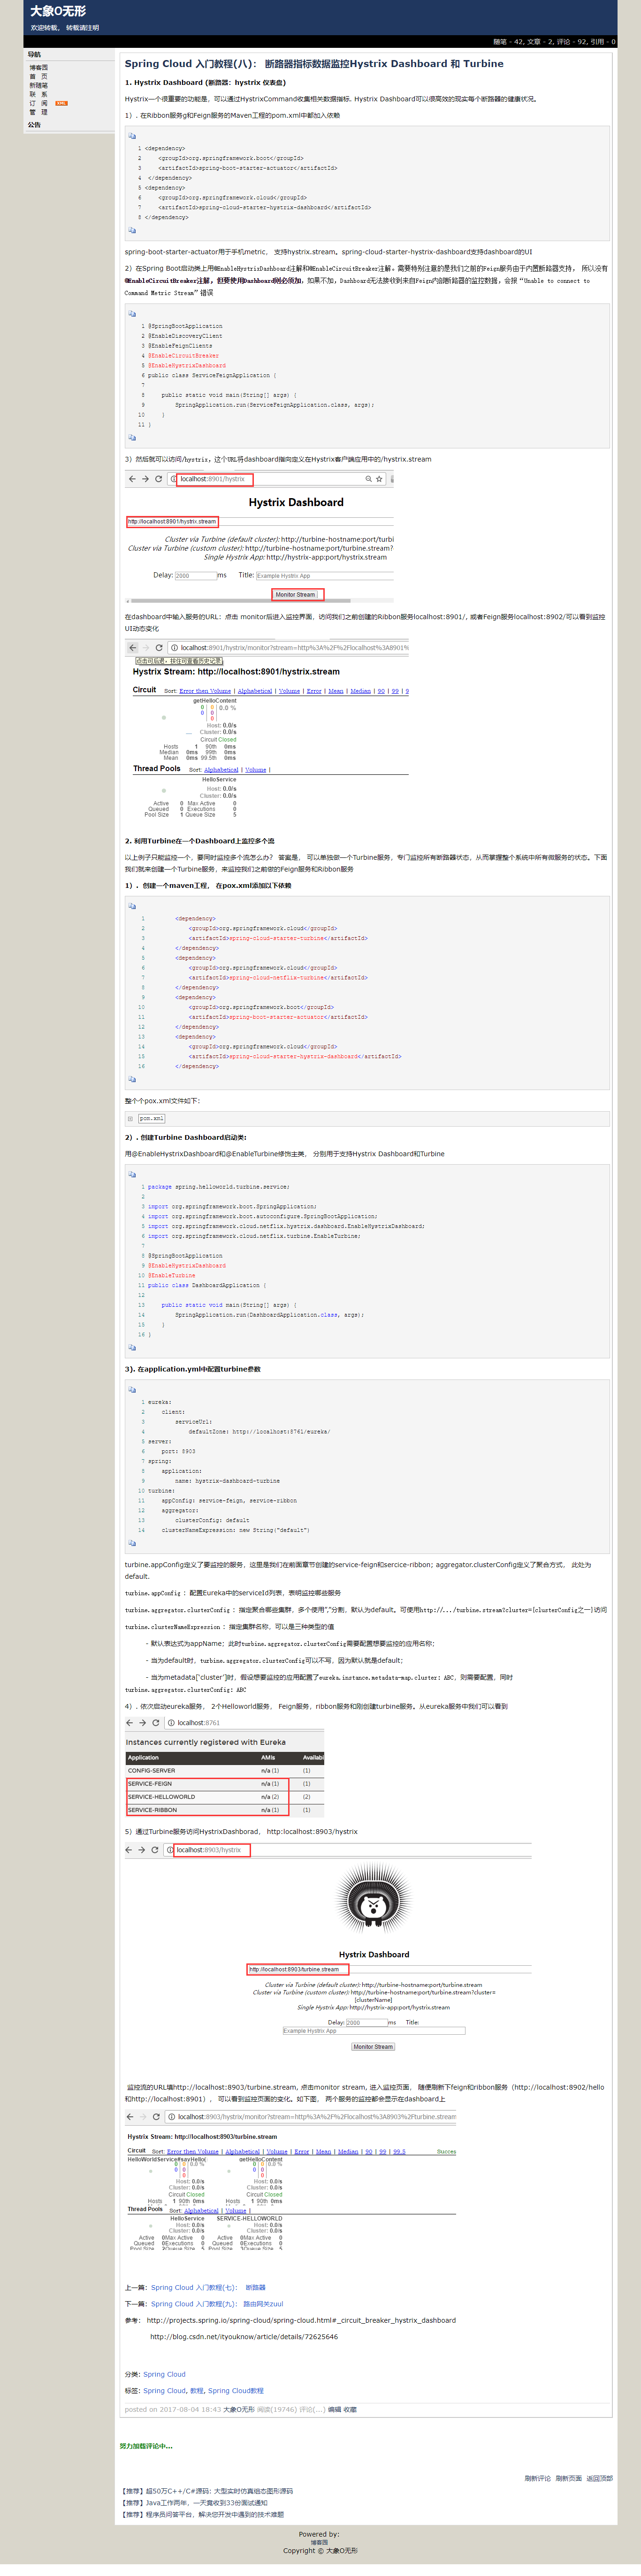 大象O无形
欢迎转载， 转载请注明
随笔 - 42, 文章 - 2, 评论 - 92, 引用 - 0
导航
博客园
首 页
新随笔
联 系
订 阅 XML
管 理
公告
Spring Cloud 入门教程(八)： 断路器指标数据监控Hystrix Dashboard 和 Turbine
1. Hystrix Dashboard (断路器：hystrix 仪表盘)
Hystrix一个很重要的功能是，可以通过HystrixCommand收集相关数据指标. Hystrix Dashboard可以很高效的现实每个断路器的健康状况。
1）. 在Ribbon服务g和Feign服务的Maven工程的pom.xml中都加入依赖
1 <dependency>
2 <groupId>org.springframework.boot</groupId>
3 <artifactId>spring-boot-starter-actuator</artifactId>
4 </dependency>
5 <dependency>
6 <groupId>org.springframework.cloud</groupId>
7 <artifactId>spring-cloud-starter-hystrix-dashboard</artifactId>
8 </dependency>
spring-boot-starter-actuator用于手机metric， 支持hystrix.stream。spring-cloud-starter-hystrix-dashboard支持dashboard的UI
2）在Spring Boot启动类上用@EnableHystrixDashboard注解和@EnableCircuitBreaker注解。需要特别注意的是我们之前的Feign服务由于内置断路器支持， 所以没有
@EnableCircuitBreaker注解，但要使用Dashboard则必须加，如果不加，Dashboard无法接收到来自Feign内部断路器的监控数据，会报“Unable to connect to
Command Metric Stream”错误
1 @SpringBootApplication
2 @EnableDiscoveryClient
3 @EnableFeignClients
4 @EnableCircuitBreaker
5 @EnableHystrixDashboard
6 public class ServiceFeignApplication {
7
8 public static void main(String[] args) {
9 SpringApplication.run(ServiceFeignApplication.class, args);
10 }
11 }
3）然后就可以访问/hystrix，这个URL将dashboard指向定义在Hystrix客户端应用中的/hystrix.stream
localhost:8901/hystrix
Hystrix Dashboard
http://localhost:8901/hystrix.stream
Cluster via Turbine (default cluster): http://turbine-hostname:port/turbi
Cluster via Turbine (custom cluster): http://turbine-hostname:port/turbine.stream?
Single Hystrix App: http://hystrix-app:port/hystrix.stream
Delay: 2000 ms Title: Example Hystrix App
Monitor Stream
在dashboard中输入服务的URL：点击 monitor后进入监控界面，访问我们之前创建的Ribbon服务localhost:8901/, 或者Feign服务localhost:8902/可以看到监控
UI动态变化
localhost:8901/hystrix/monitor?stream=http%3A%2F%2Flocalhost%3A8901%
点击可后退，按住可查看历史记录
Hystrix Stream: http://localhost:8901/hystrix.stream
Circuit Sort: Error then Volume | Alphabetical | Volume | Error | Mean | Median | 90 | 99 | 9
getHelloContent
0 0 0.0 %
0 0
0
Host: 0.0/s
Cluster: 0.0/s
Circuit Closed
Hosts 1 90th 0ms
Median 0ms 99th 0ms
Mean 0ms 99.5th 0ms
Thread Pools Sort: Alphabetical | Volume |
HelloService
Host: 0.0/s
Cluster: 0.0/s
Active 0 Max Active 0
Queued 0 Executions 0
Pool Size 1 Queue Size 5
2. 利用Turbine在一个Dashboard上监控多个流
以上例子只能监控一个，要同时监控多个流怎么办？ 答案是， 可以单独做一个Turbine服务，专门监控所有断路器状态，从而掌握整个系统中所有微服务的状态。下面
我们就来创建一个Turbine服务，来监控我们之前做的Feign服务和Ribbon服务
1）. 创建一个maven工程， 在pox.xml添加以下依赖
1 <dependency>
2 <groupId>org.springframework.cloud</groupId>
3 <artifactId>spring-cloud-starter-turbine</artifactId>
4 </dependency>
5 <dependency>
6 <groupId>org.springframework.cloud</groupId>
7 <artifactId>spring-cloud-netflix-turbine</artifactId>
8 </dependency>
9 <dependency>
10 <groupId>org.springframework.boot</groupId>
11 <artifactId>spring-boot-starter-actuator</artifactId>
12 </dependency>
13 <dependency>
14 <groupId>org.springframework.cloud</groupId>
15 <artifactId>spring-cloud-starter-hystrix-dashboard</artifactId>
16 </dependency>
整个个pox.xml文件如下：
pox.xml
2）. 创建Turbine Dashboard启动类:
用@EnableHystrixDashboard和@EnableTurbine修饰主类， 分别用于支持Hystrix Dashboard和Turbine
1 package spring.helloworld.turbine.service;
2
3 import org.springframework.boot.SpringApplication;
4 import org.springframework.boot.autoconfigure.SpringBootApplication;
5 import org.springframework.cloud.netflix.hystrix.dashboard.EnableHystrixDashboard;
6 import org.springframework.cloud.netflix.turbine.EnableTurbine;
7
8 @SpringBootApplication
9 @EnableHystrixDashboard
10 @EnableTurbine
11 public class DashboardApplication {
12
13 public static void main(String[] args) {
14 SpringApplication.run(DashboardApplication.class, args);
15 }
16 }
3). 在application.yml中配置turbine参数
1 eureka:
2 client:
3 serviceUrl:
4 defaultZone: http://localhost:8761/eureka/
5 server:
6 port: 8903
7 spring:
8 application:
9 name: hystrix-dashboard-turbine
10 turbine:
11 appConfig: service-feign, service-ribbon
12 aggregator:
13 clusterConfig: default
14 clusterNameExpression: new String("default")
turbine.appConfig定义了要监控的服务，这里是我们在前面章节创建的service-feign和sercice-ribbon；aggregator.clusterConfig定义了聚合方式， 此处为
default.
turbine.appConfig ：配置Eureka中的serviceId列表，表明监控哪些服务
turbine.aggregator.clusterConfig ：指定聚合哪些集群，多个使用”,”分割，默认为default。可使用http://.../turbine.stream?cluster={clusterConfig之一}访问
turbine.clusterNameExpression ：指定集群名称，可以是三种类型的值
- 默认表达式为appName；此时turbine.aggregator.clusterConfig需要配置想要监控的应用名称；
- 当为default时，turbine.aggregator.clusterConfig可以不写，因为默认就是default；
- 当为metadata[‘cluster’]时，假设想要监控的应用配置了eureka.instance.metadata-map.cluster: ABC，则需要配置，同时
turbine.aggregator.clusterConfig: ABC
4）. 依次启动eureka服务， 2个Helloworld服务， Feign服务，ribbon服务和刚创建turbine服务。从eureka服务中我们可以看到
localhost:8761
Instances currently registered with Eureka
Application AMIs Availabi
CONFIG-SERVER n/a (1) (1)
SERVICE-FEIGN n/a (1) (1)
SERVICE-HELLOWORLD n/a (2) (2)
SERVICE-RIBBON n/a (1) (1)
5）通过Turbine服务访问HystrixDashborad， http:localhost:8903/hystrix
localhost:8903/hystrix
Hystrix Dashboard
http://localhost:8903/turbine.stream
Cluster via Turbine (default cluster): http://turbine-hostname:port/turbine.stream
Cluster via Turbine (custom cluster): http://turbine-hostname:port/turbine.stream?cluster=
[clusterName]
Single Hystrix App: http://hystrix-app:port/hystrix.stream
Delay: 2000 ms Title:
Example Hystrix App
Monitor Stream
监控流的URL填http://localhost:8903/turbine.stream, 点击monitor stream, 进入监控页面， 随便刷新下feign和ribbon服务（http://localhost:8902/hello
和http://localhost:8901）， 可以看到监控页面的变化。如下图， 两个服务的监控都会显示在dashboard上
localhost:8903/hystrix/monitor?stream=http%3A%2F%2Flocalhost%3A8903%2Fturbine.stream
Hystrix Stream: http://localhost:8903/turbine.stream
Circuit Sort: Error then Volume | Alphabetical | Volume | Error | Mean | Median | 90 | 99 | 99.5 Succes
HelloWorldService#sayHello( getHelloContent
0 0 0.0 % 0 0 0.0 %
0 0 0 0
0 0
Host: 0.0/s Host: 0.0/s
Cluster: 0.0/s Cluster: 0.0/s
Circuit Closed Circuit Closed
Hosts 1 90th 0ms Hosts 1 90th 0ms
Thread Pools Sort: Alphabetical | Volume |
HelloService SERVICE-HELLOWORLD
Host: 0.0/s Host: 0.0/s
Cluster: 0.0/s Cluster: 0.0/s
Active 0 Max Active 0 Active 0 Max Active 0
Queued 0 Executions 0 Queued 0 Executions 0
上一篇：Spring Cloud 入门教程(七)： 断路器
下一篇：Spring Cloud 入门教程(九)： 路由网关zuul
参考： http://projects.spring.io/spring-cloud/spring-cloud.html#_circuit_breaker_hystrix_dashboard
http://blog.csdn.net/ityouknow/article/details/72625646
分类: Spring Cloud
标签: Spring Cloud, 教程, Spring Cloud教程
posted on 2017-08-04 18:43 大象O无形 阅读(19746) 评论(...) 编辑 收藏
努力加载评论中...
刷新评论 刷新页面 返回顶部
【推荐】超50万C++/C#源码: 大型实时仿真组态图形源码
【推荐】Java工作两年，一天竟收到33份面试通知
【推荐】程序员问答平台，解决您开发中遇到的技术难题
Powered by:
博客园
Copyright © 大象O无形